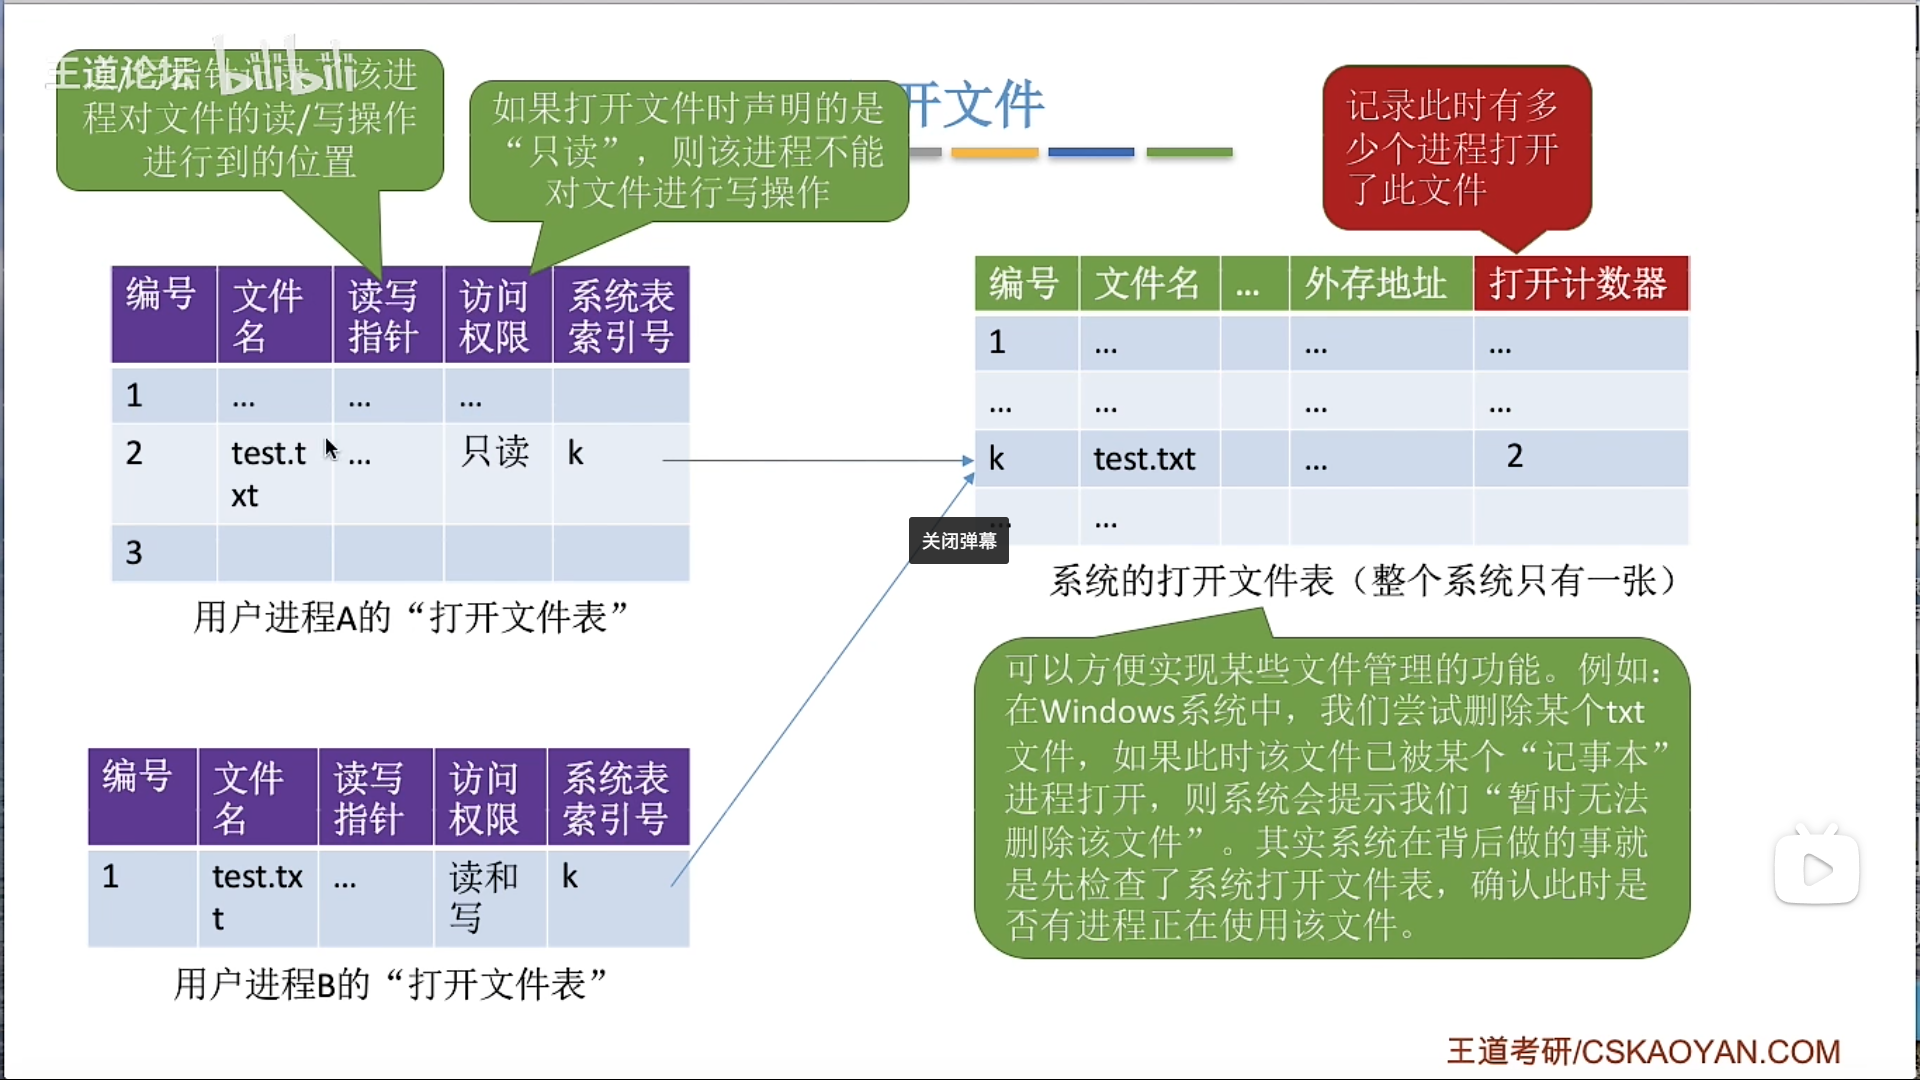 王道论坛 bilibili
该进
程对文件的读/写操作
进行到的位置
如果打开文件时声明的是
“只读”，则该进程不能
对文件进行写操作
开文件
记录此时有多
少个进程打开
了此文件
编号 文件名 读写指针 访问权限 系统表索引号
1 ... ... ...
2 test.txt ... 只读 k
3
用户进程A的“打开文件表”
编号 文件名 ... 外存地址 打开计数器
1 ... ... ...
... ... ... ...
k test.txt ... 2
... ...
关闭弹幕
系统的打开文件表（整个系统只有一张）
可以方便实现某些文件管理的功能。例如：
在Windows系统中，我们尝试删除某个txt
文件，如果此时该文件已被某个“记事本”
进程打开，则系统会提示我们“暂时无法
删除该文件”。其实系统在背后做的事就
是先检查了系统打开文件表，确认此时是
否有进程正在使用该文件。
编号 文件名 读写指针 访问权限 系统表索引号
1 test.txt ... 读和写 k
用户进程B的“打开文件表”
王道考研/CSKAOYAN.COM